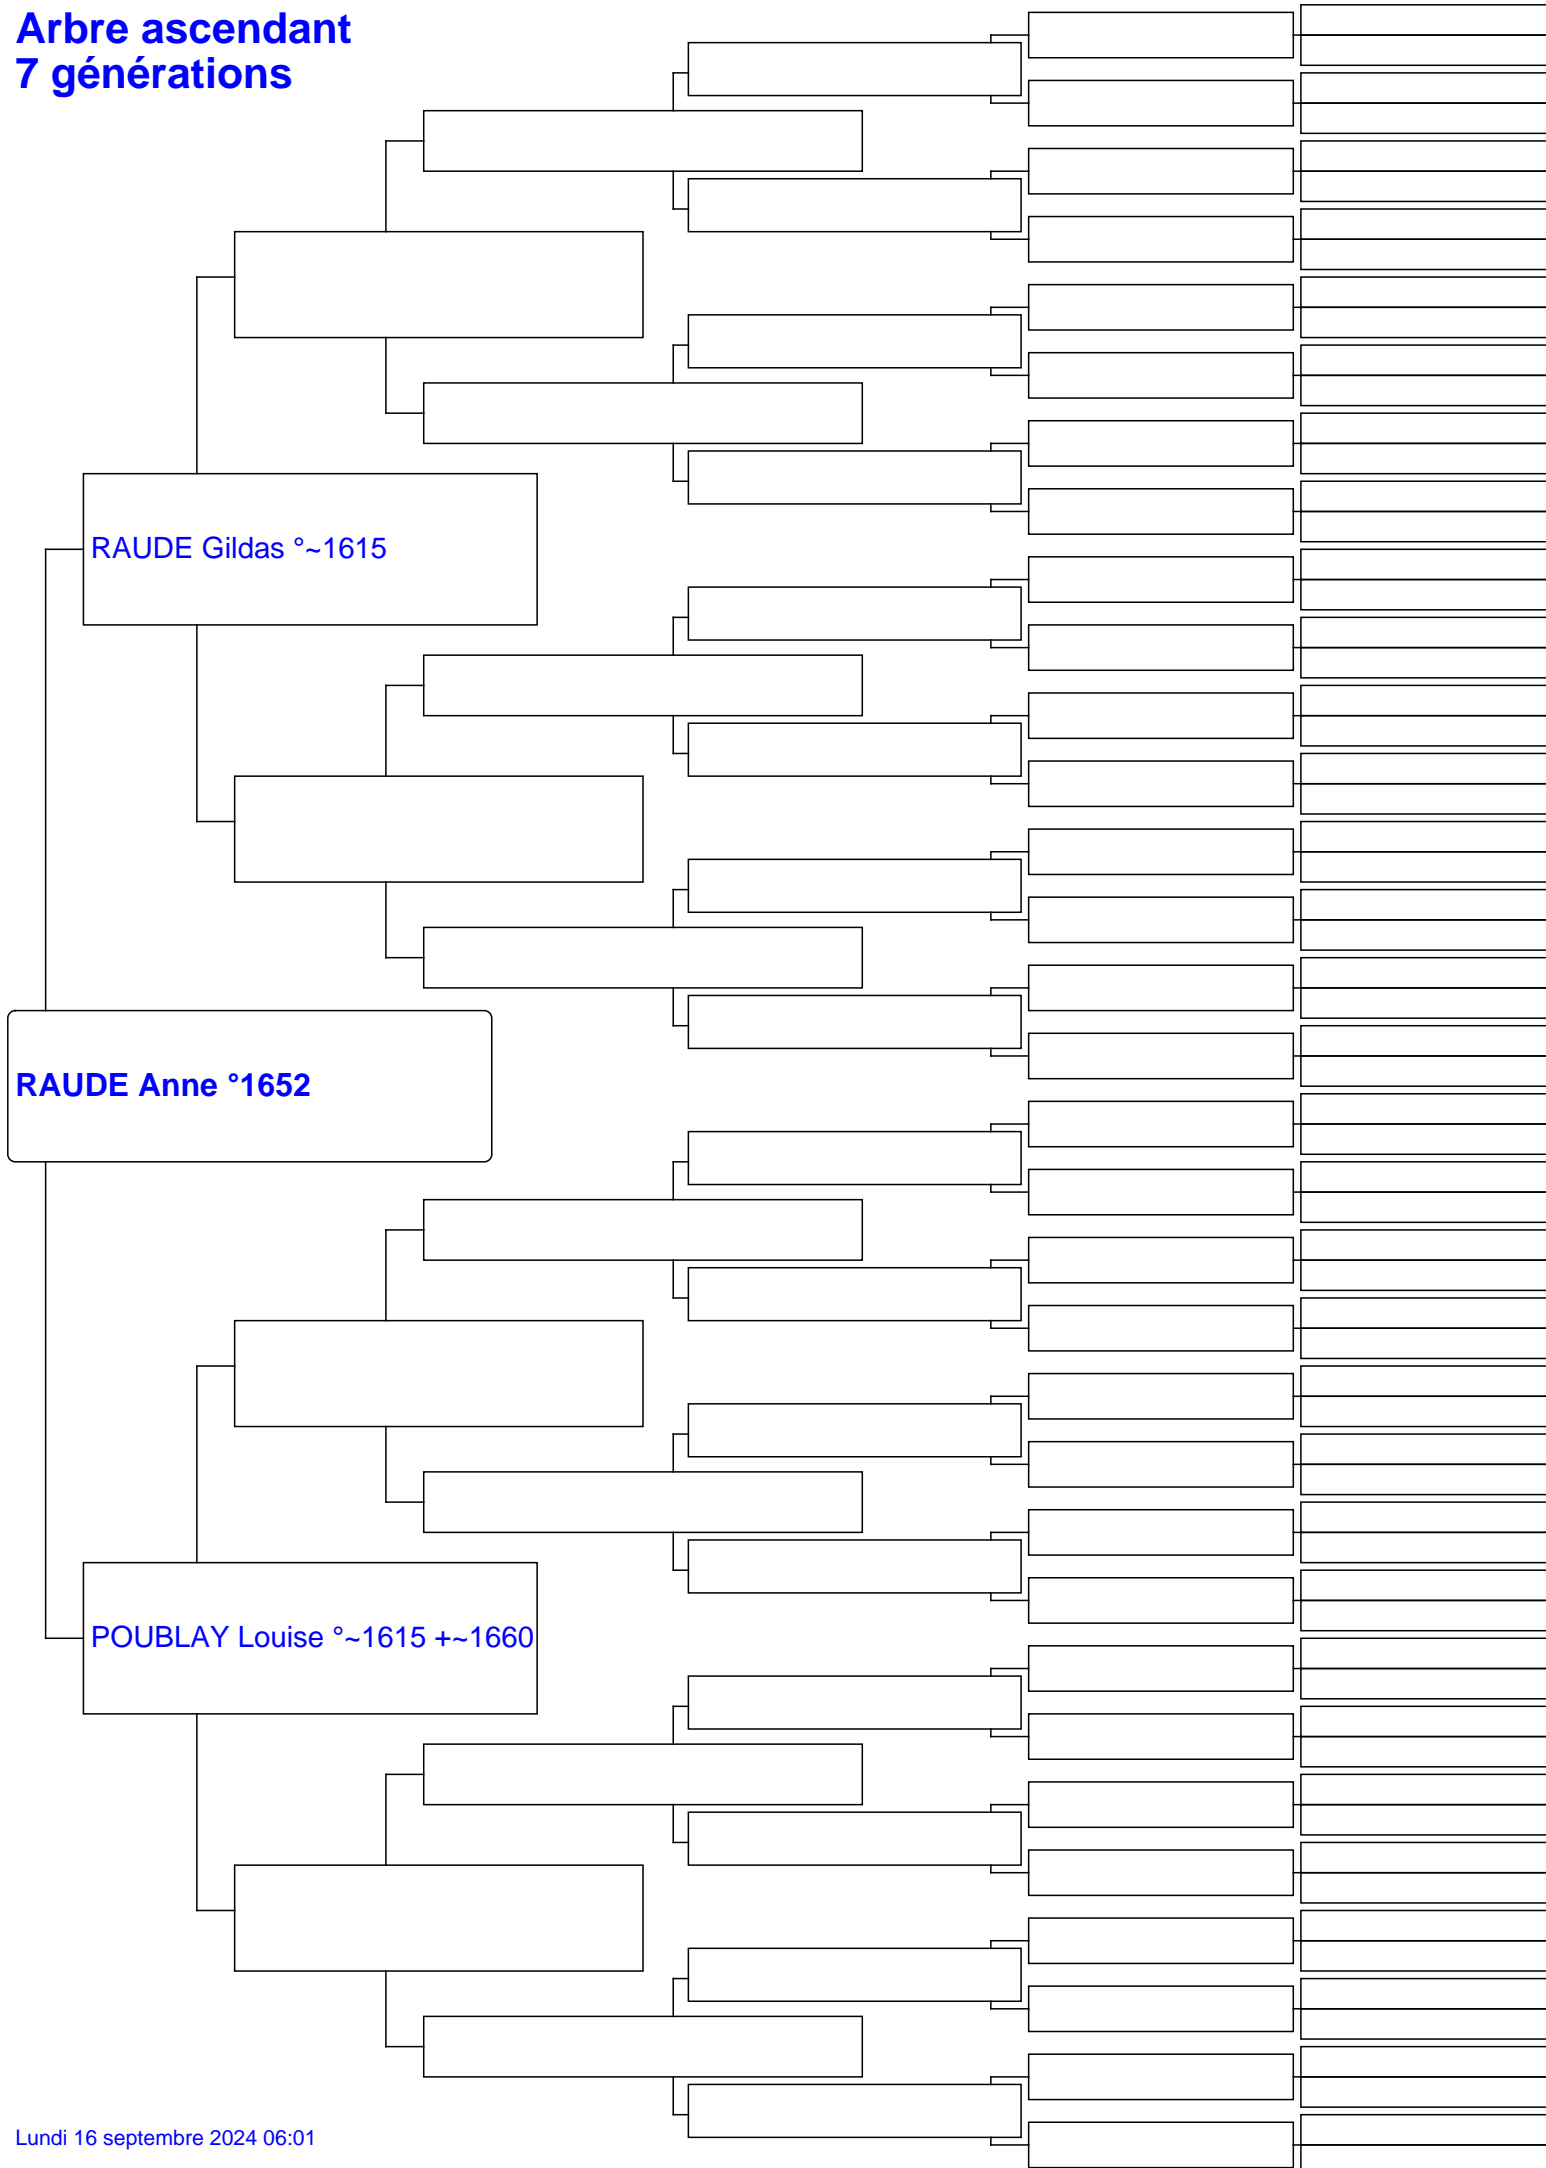 Arbre ascendant
7 générations
RAUDE Gildas °~1615
RAUDE Anne °1652
POUBLAY Louise °~1615 +~1660
Lundi 16 septembre 2024 06:01